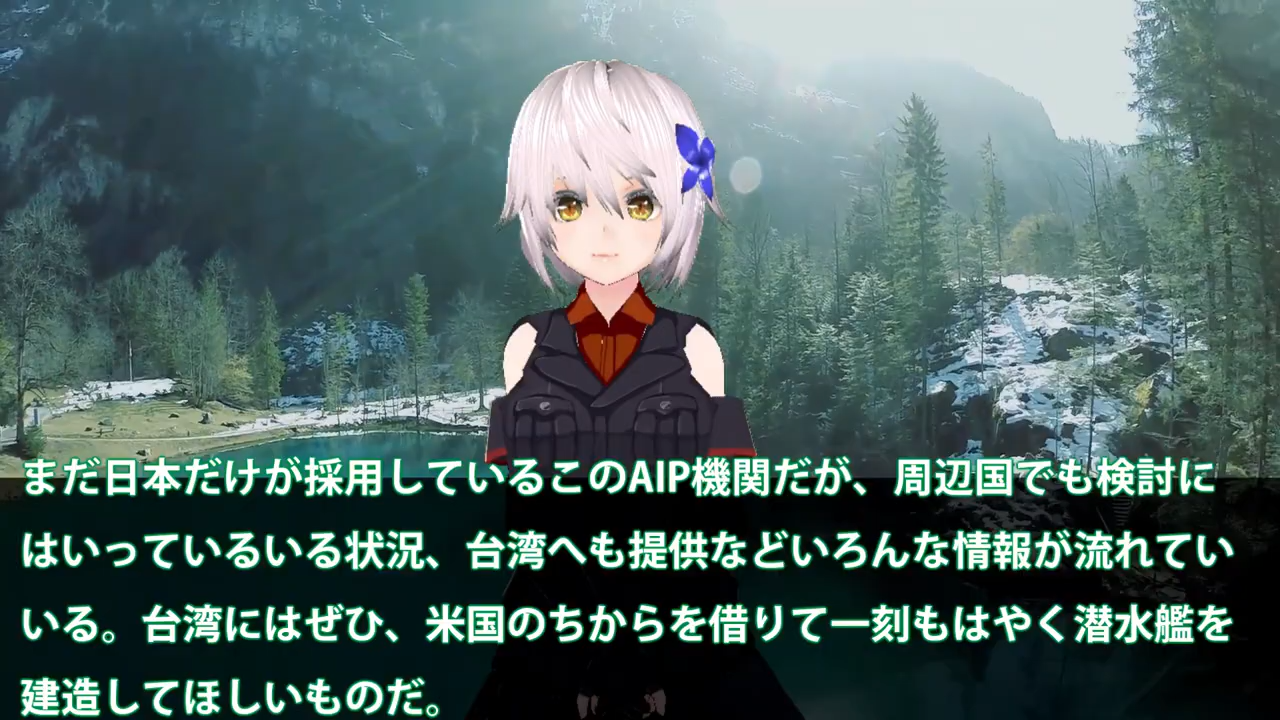 まだ日本だけが採用しているこのAIP機関だが、周辺国でも検討に
はいっているいる状況、台湾へも提供などいろんな情報が流れてい
いる。台湾にはぜひ、米国のちからを借りて一刻もはやく潜水艦を
建造してほしいものだ。